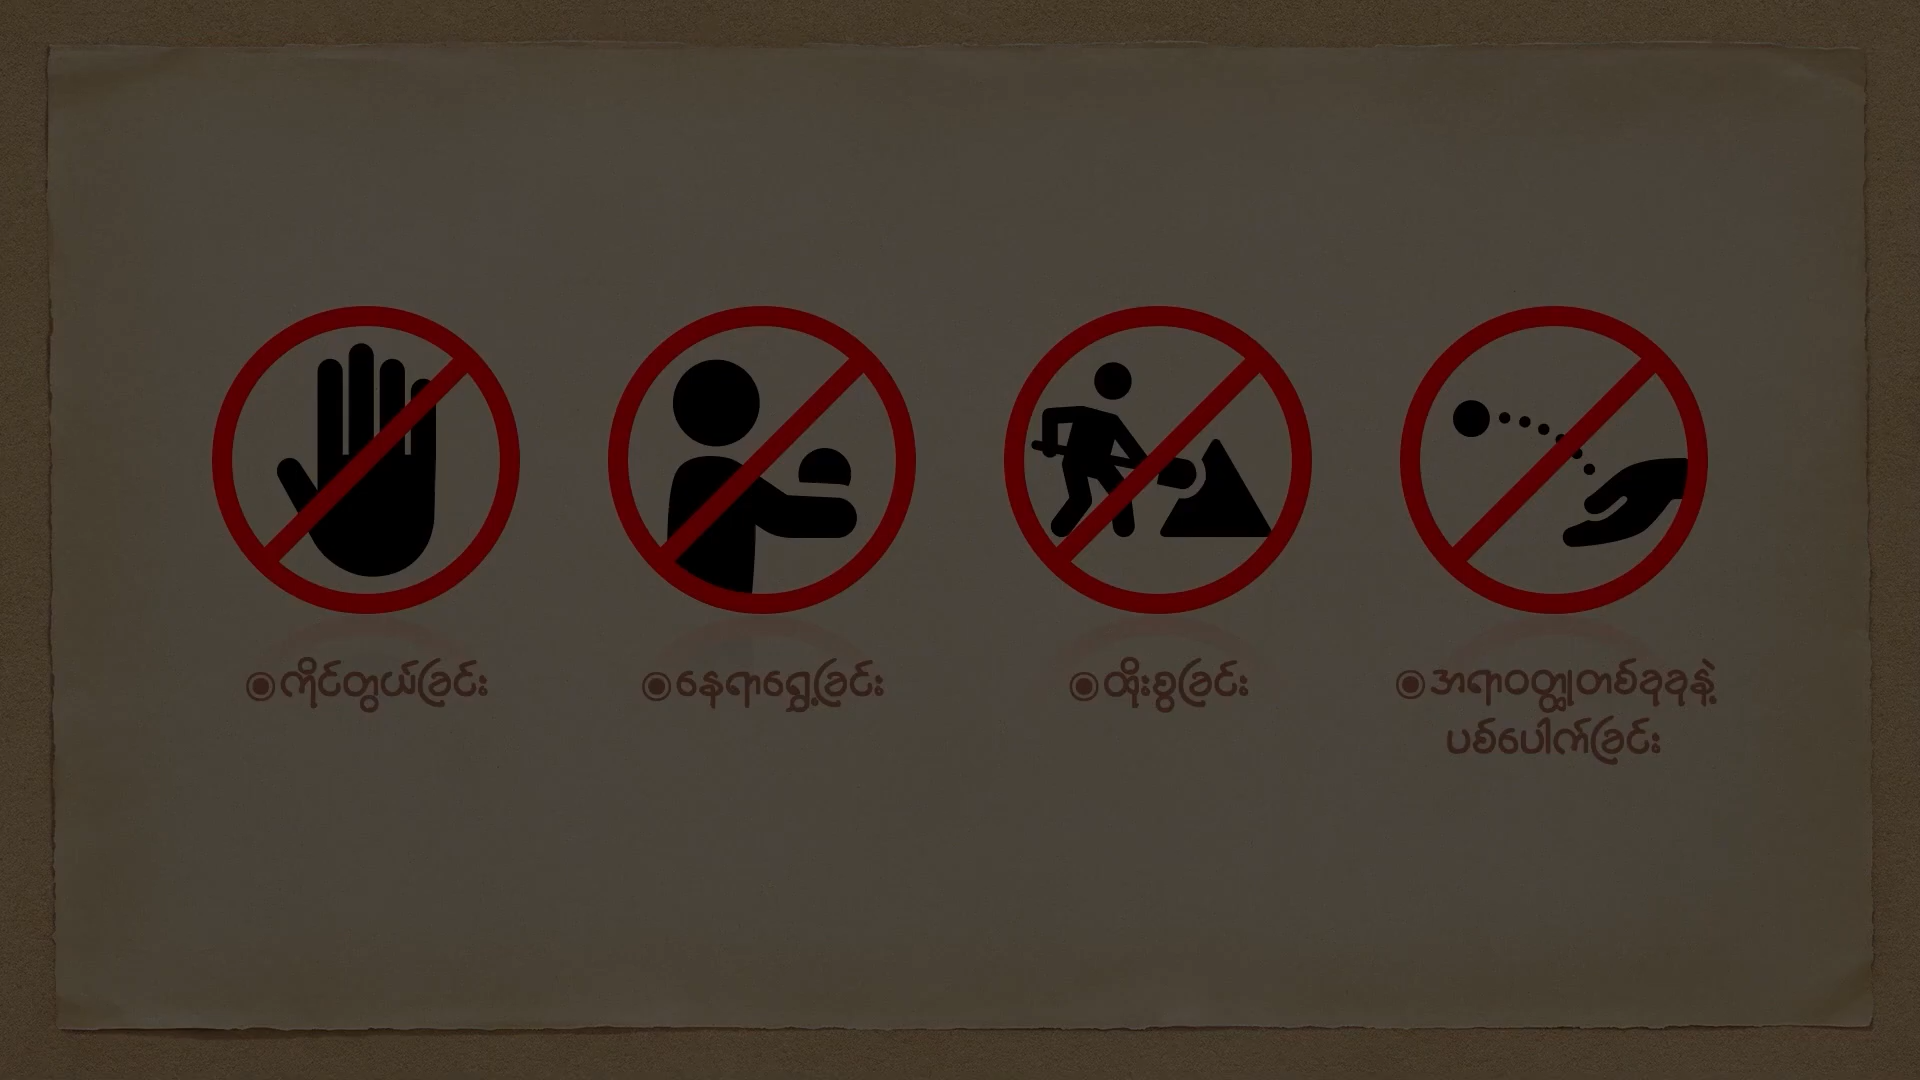 ◉ကိုင်တွယ်ခြင်း
◉နေရာရွှေ့ခြင်း
◉ထိုးစွခြင်း
◉အရာဝတ္ထုတစ်ခုခုနဲ့
ပစ်ပေါက်ခြင်း